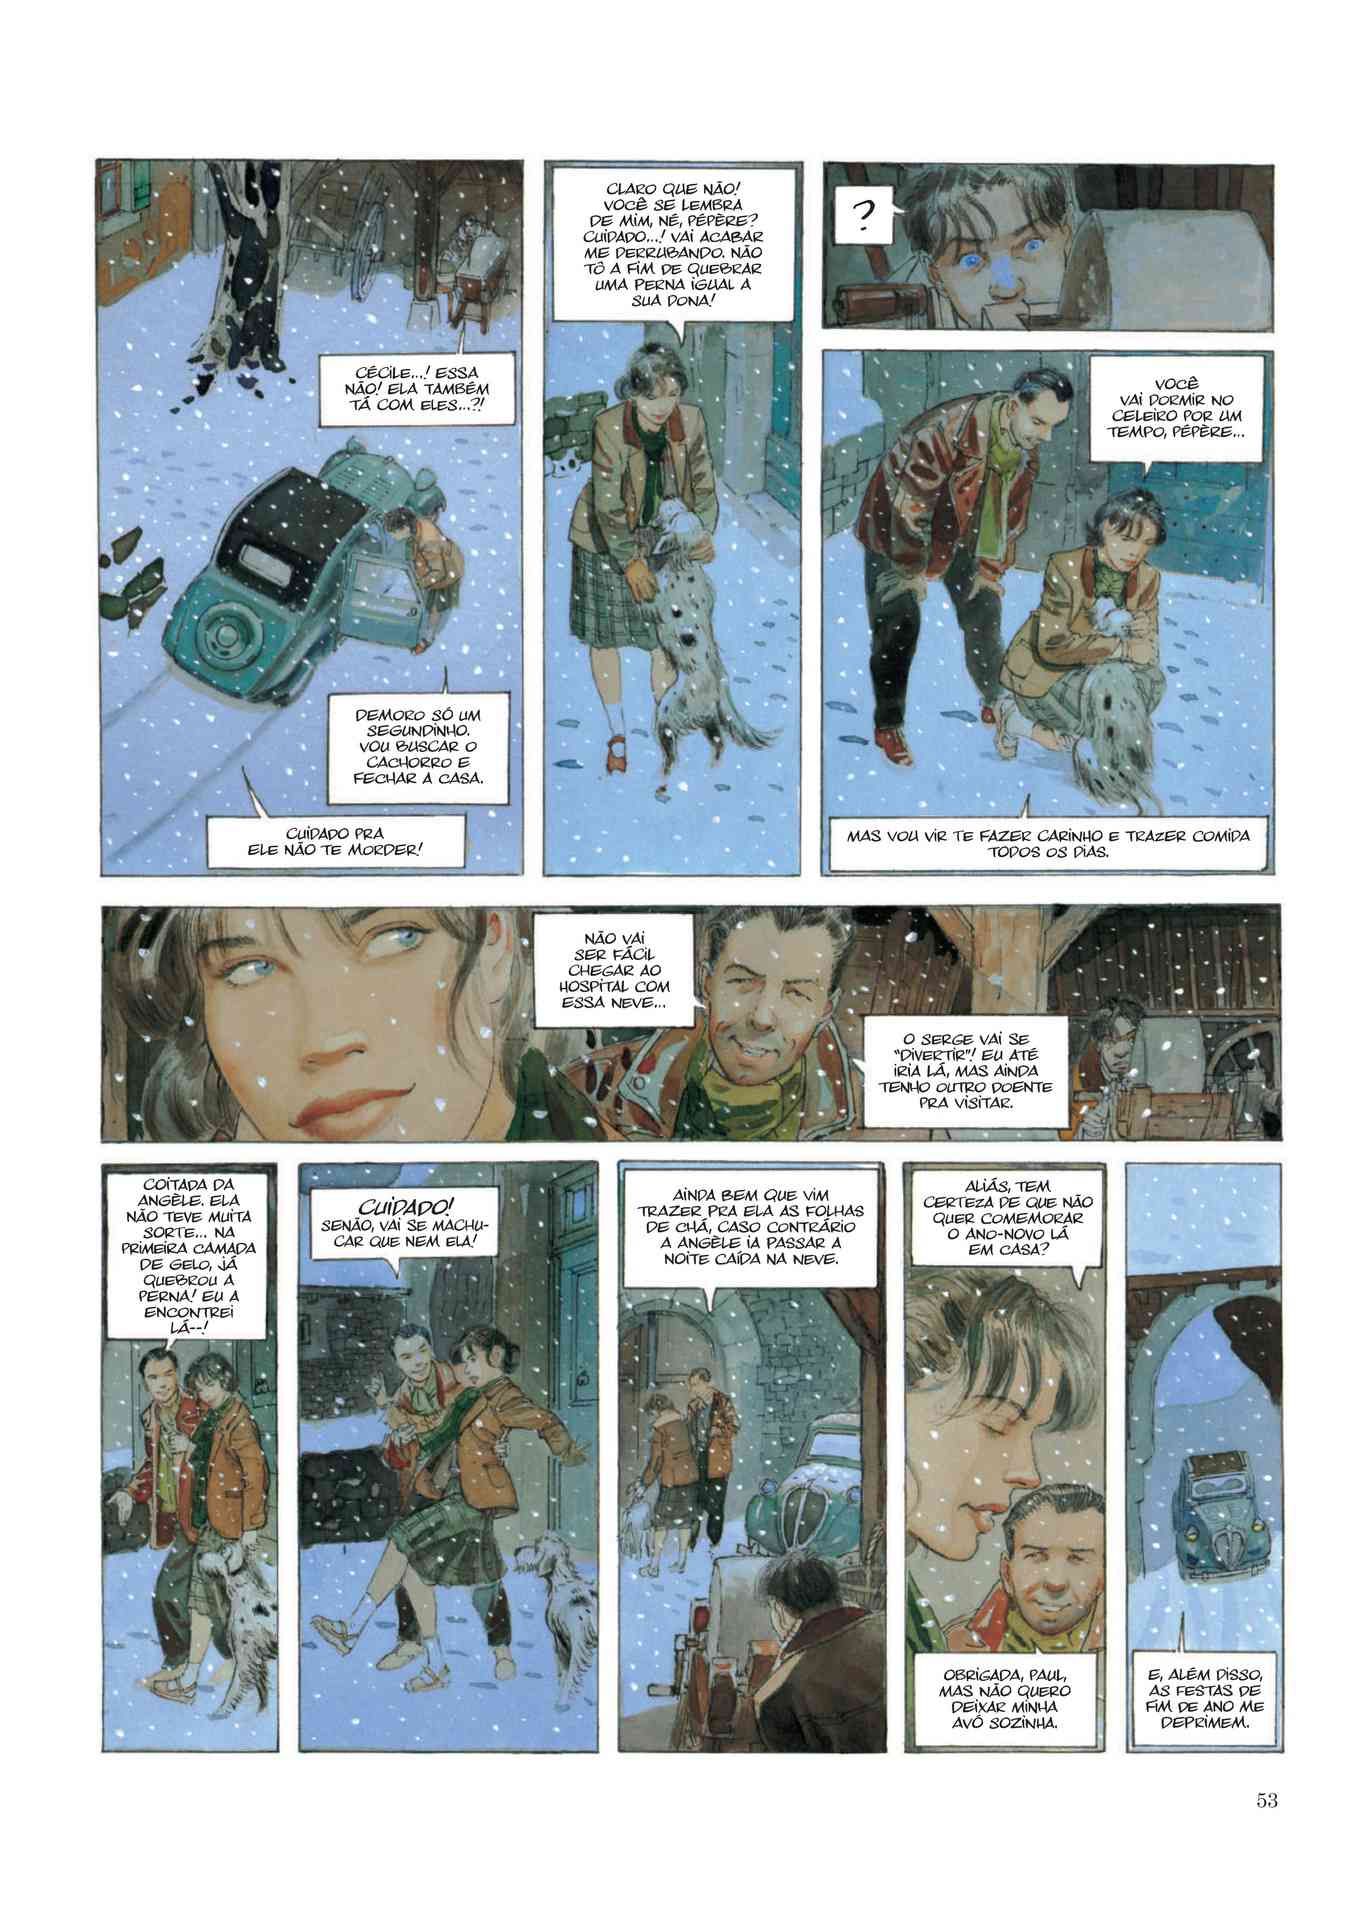 CÉCILE...! ESSA
NÃO! ELA TAMBÉM
TÁ COM ELES...?!
DEMORO SÓ UM
SEGUNDINHO.
VOU BUSCAR O
CACHORRO E
FECHAR A CASA.
CUIDADO PRA
ELE NÃO TE MORDER!
CLARO QUE NÃO!
VOCÊ SE LEMBRA
DE MIM, NÉ, PÉPÈRE?
CUIDADO...! VAI ACABAR
ME DERRUBANDO. NÃO
TÔ A FIM DE QUEBRAR
UMA PERNA IGUAL A
SUA DONA!
?
VOCÊ
VAI DORMIR NO
CELEIRO POR UM
TEMPO, PÉPÈRE...
MAS VOU VIR TE FAZER CARINHO E TRAZER COMIDA
TODOS OS DIAS.
NÃO VAI
SER FÁCIL
CHEGAR AO
HOSPITAL COM
ESSA NEVE...
O SERGE VAI SE
"DIVERTIR"! EU ATÉ
IRIA LÁ, MAS AINDA
TENHO OUTRO DOENTE
PRA VISITAR.
COITADA DA
ANGÈLE. ELA
NÃO TEVE MUITA
SORTE... NA
PRIMEIRA CAMADA
DE GELO, JÁ
QUEBROU A
PERNA! EU A
ENCONTREI
LÁ--!
CUIDADO!
SENÃO, VAI SE MACHU-
CAR QUE NEM ELA!
AINDA BEM QUE VIM
TRAZER PRA ELA AS FOLHAS
DE CHÁ, CASO CONTRÁRIO
A ANGÈLE IA PASSAR A
NOITE CAÍDA NA NEVE.
ALIÁS, TEM
CERTEZA DE QUE NÃO
QUER COMEMORAR
O ANO-NOVO LÁ
EM CASA?
OBRIGADA, PAUL,
MAS NÃO QUERO
DEIXAR MINHA
AVÓ SOZINHA.
E, ALÉM DISSO,
AS FESTAS DE
FIM DE ANO ME
DEPRIMEM.
53